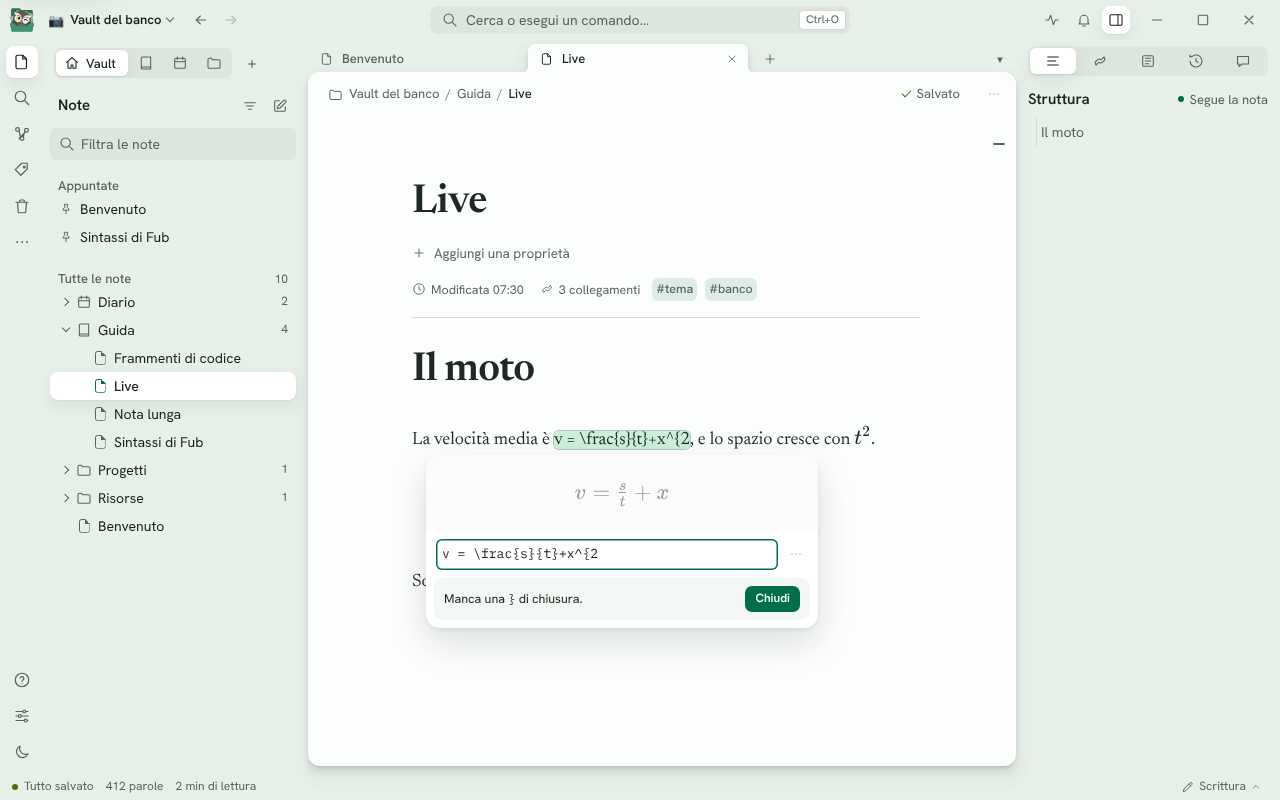 Vault del banco
Cerca o esegui un comando…
Ctrl+O
Vault
Benvenuto
Live
Note
Filtra le note
Appuntate
Benvenuto
Sintassi di Fub
Tutte le note 10
Diario 2
Guida 4
Frammenti di codice
Live
Nota lunga
Sintassi di Fub
Progetti 1
Risorse 1
Benvenuto
Vault del banco / Guida / Live
Salvato
Live
Aggiungi una proprietà
Modificata 07:30 3 collegamenti #tema #banco
Il moto
La velocità media è v = \frac{s}{t}+x^{2, e lo spazio cresce con t².
v = s/t + x
v = \frac{s}{t}+x^{2
So
Manca una } di chiusura.
Chiudi
Struttura
Segue la nota
Il moto
Tutto salvato 412 parole 2 min di lettura
Scrittura